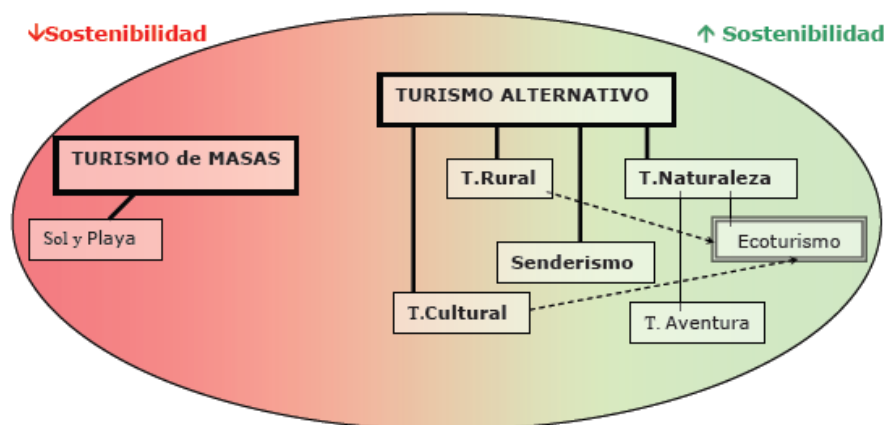 ↓Sostenibilidad
↑ Sostenibilidad
TURISMO ALTERNATIVO
TURISMO de MASAS
T.Rural
T.Naturaleza
Sol y Playa
Ecoturismo
Senderismo
T.Cultural
T. Aventura